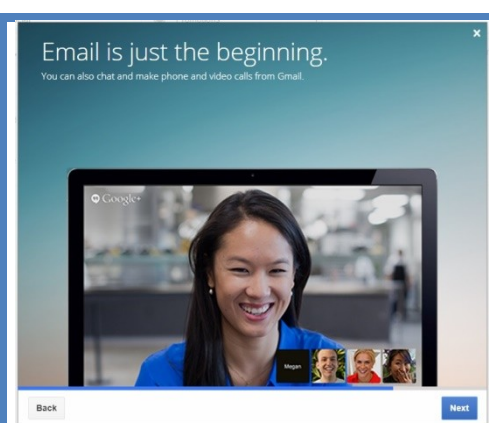 Email is just the beginning.
You can also chat and make phone and video calls from Gmail.
Google+
Megan
Back
Next